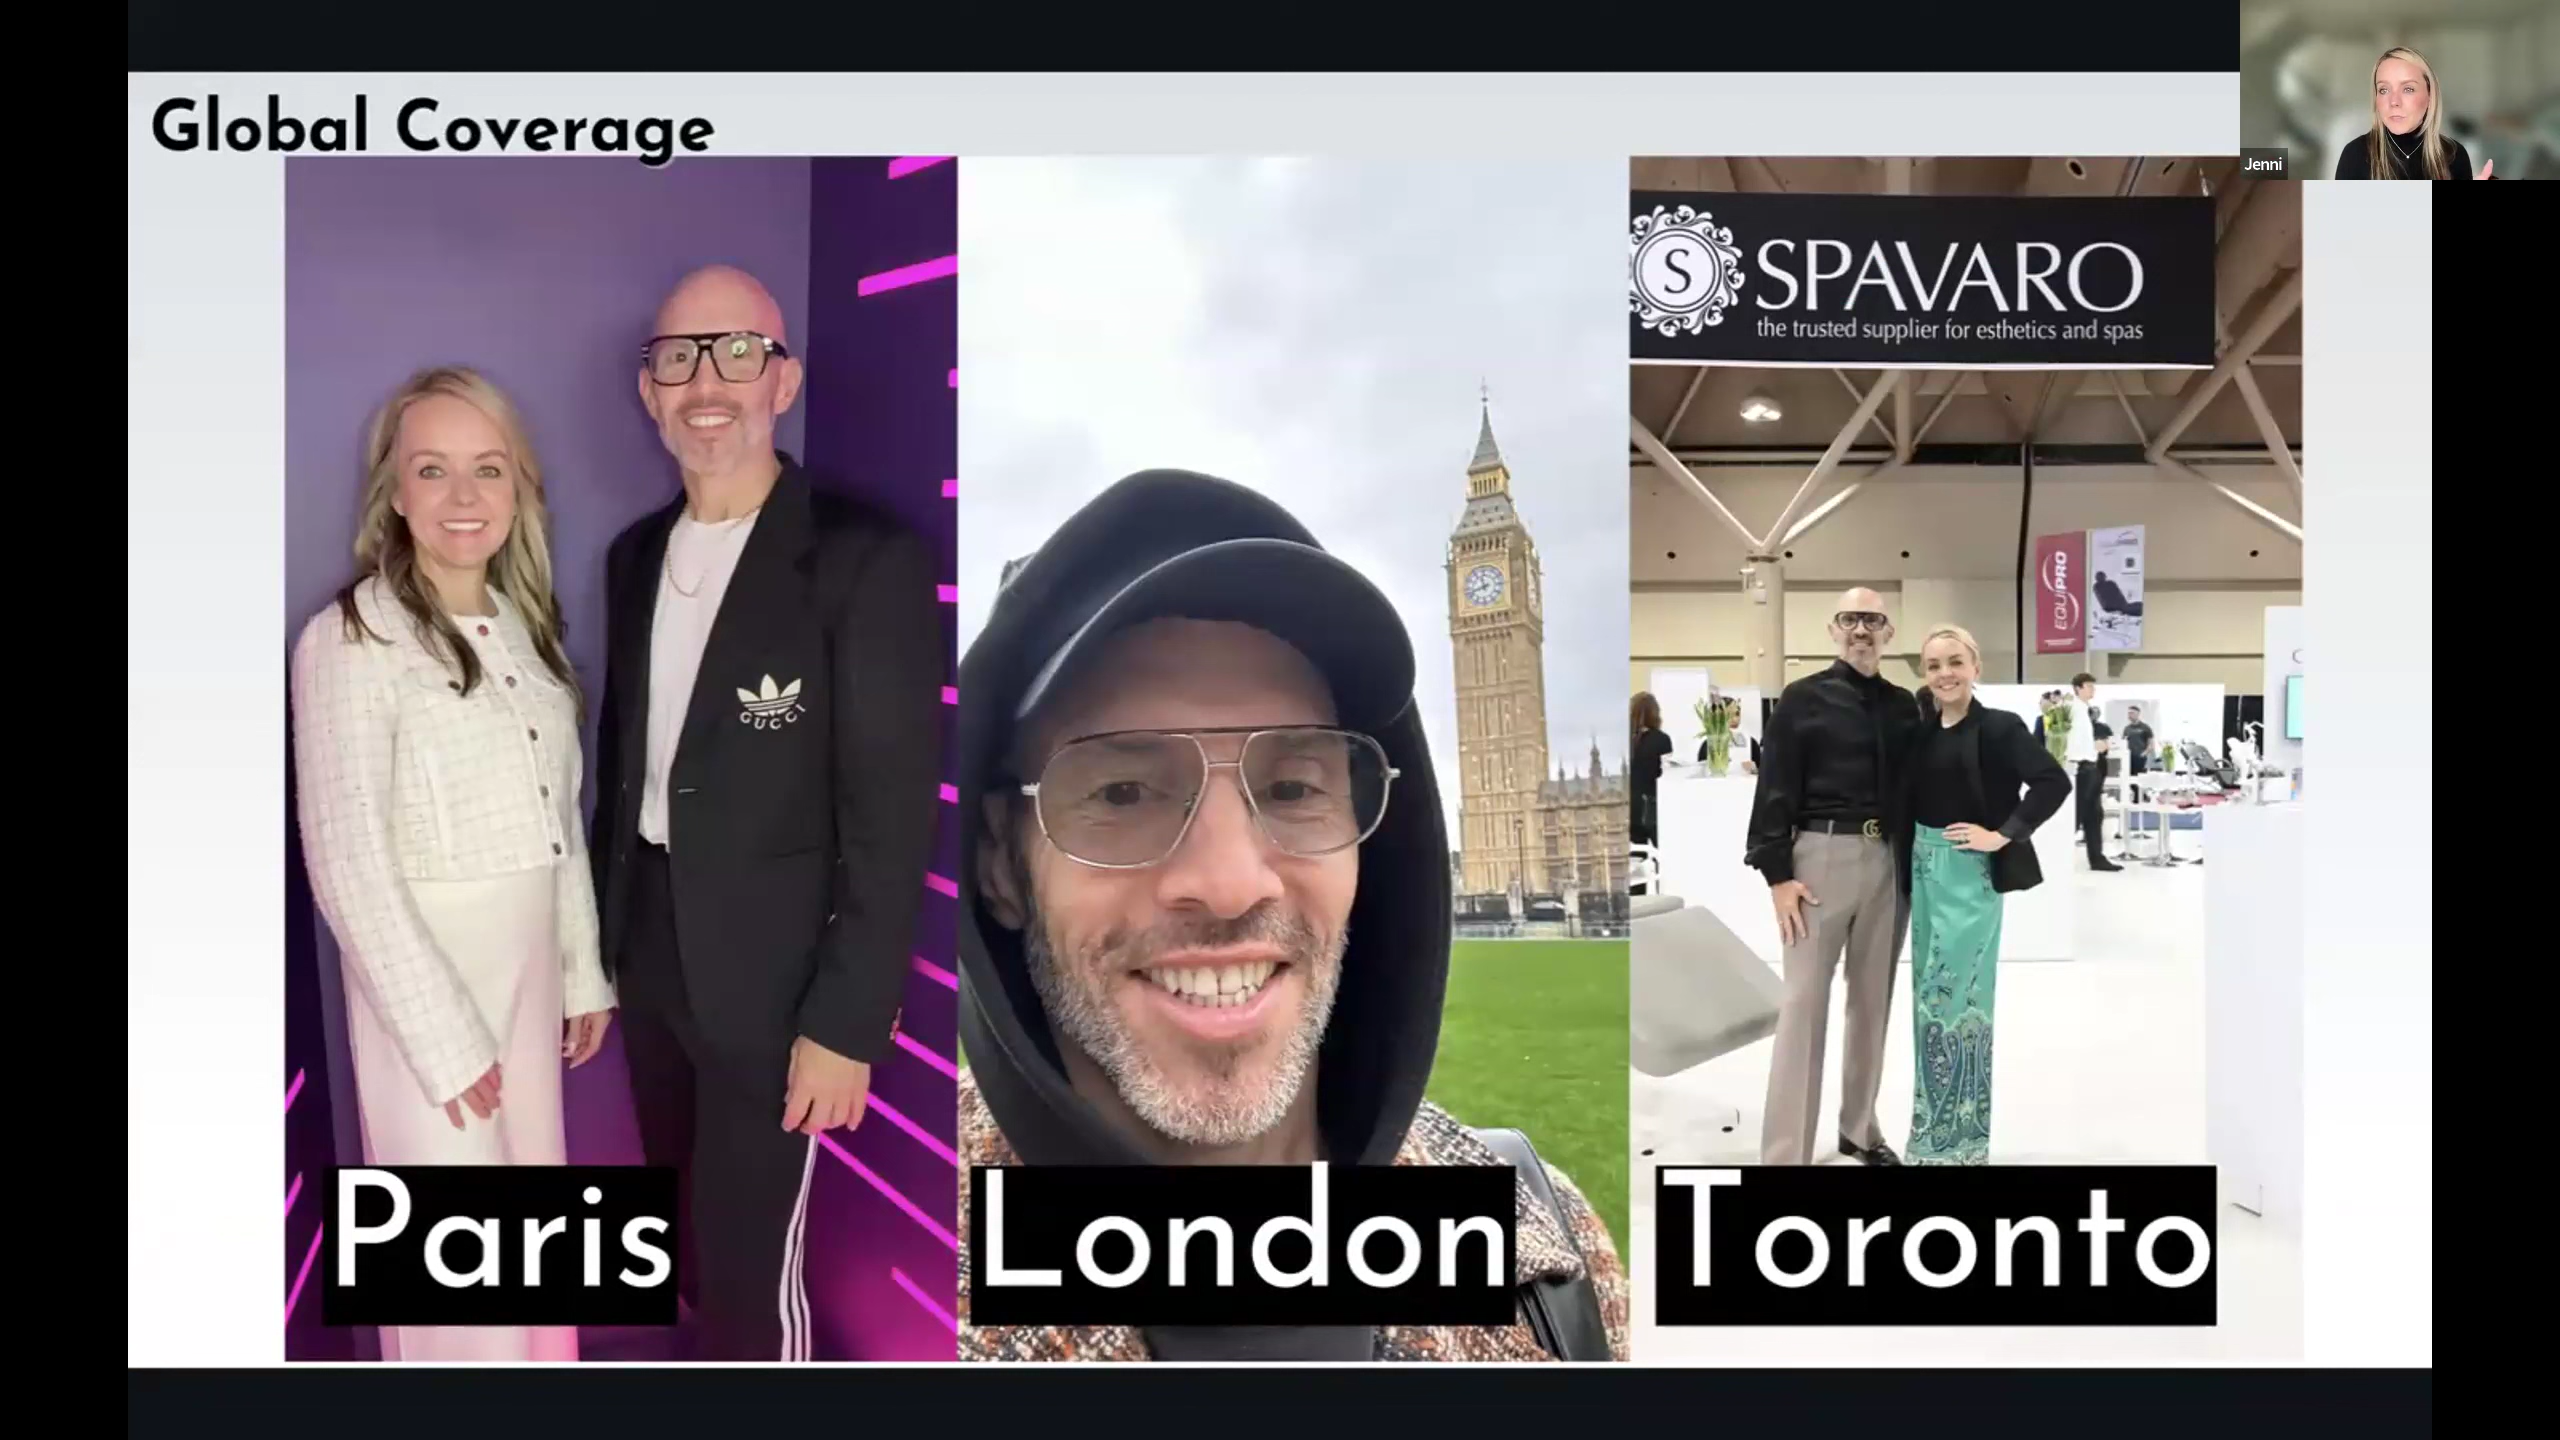 Global Coverage
Jenni
S
SPAVARO
the trusted supplier for esthetics and spas
EQUIPRO
GUCCI
Paris
London
Toronto